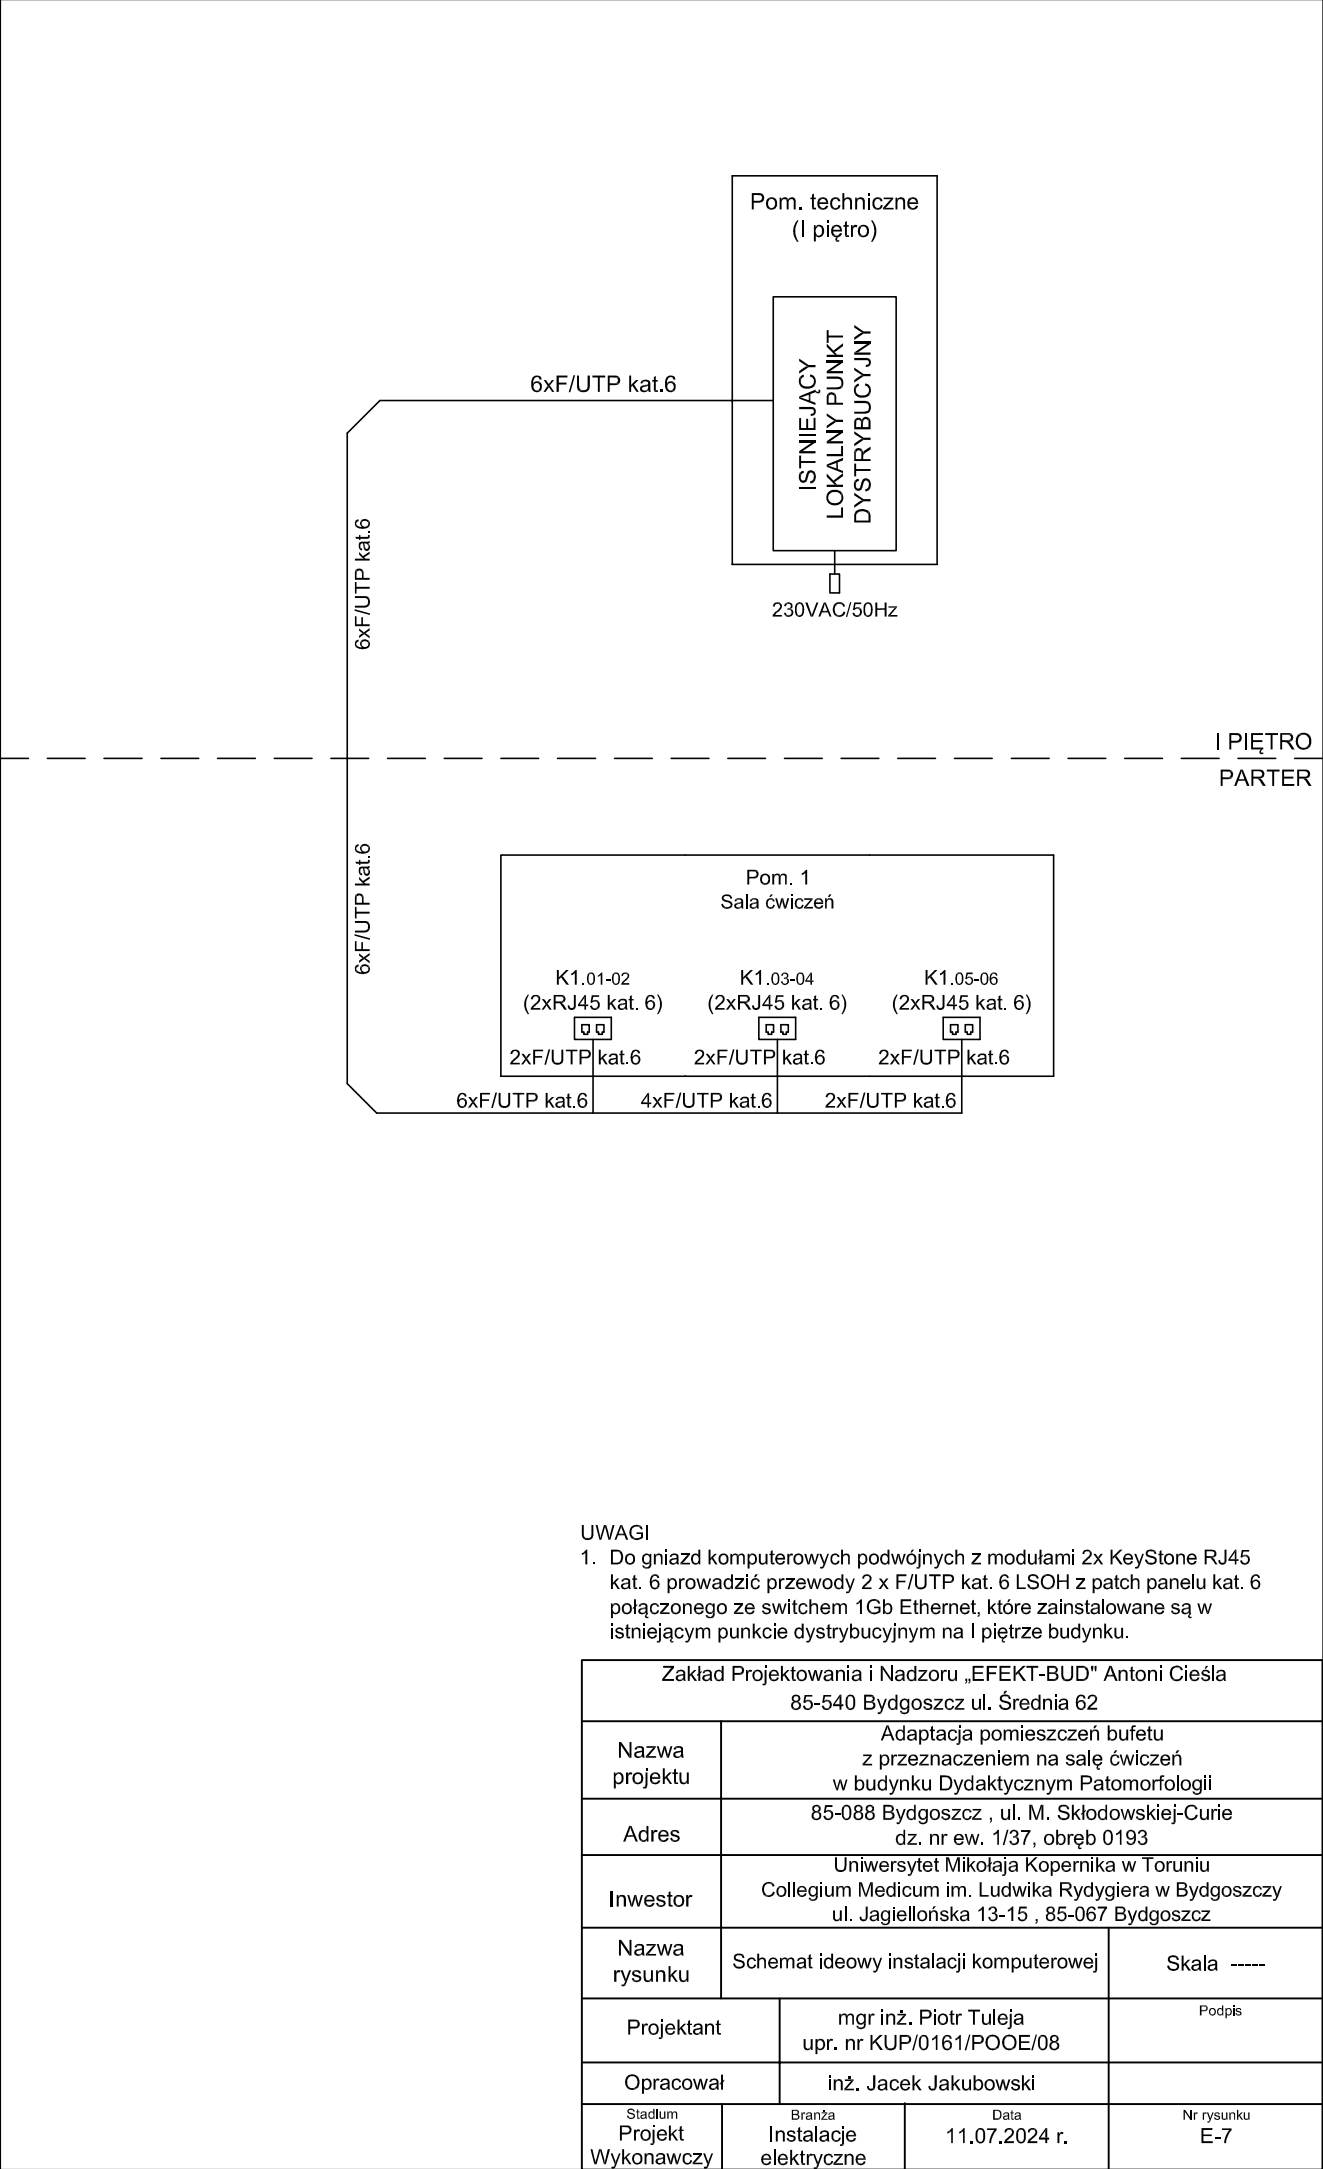 Pom. techniczne
(I piętro)
ISTNIEJĄCY
LOKALNY PUNKT
DYSTRYBUCYJNY
6xF/UTP kat.6
6xF/UTP kat.6
230VAC/50Hz
I PIĘTRO
PARTER
6xF/UTP kat.6
Pom. 1
Sala ćwiczeń
K1.01-02
(2xRJ45 kat. 6)
2xF/UTP kat.6
K1.03-04
(2xRJ45 kat. 6)
2xF/UTP kat.6
K1.05-06
(2xRJ45 kat. 6)
2xF/UTP kat.6
6xF/UTP kat.6
4xF/UTP kat.6
2xF/UTP kat.6
UWAGI
1. Do gniazd komputerowych podwójnych z modułami 2x KeyStone RJ45
kat. 6 prowadzić przewody 2 x F/UTP kat. 6 LSOH z patch panelu kat. 6
połączonego ze switchem 1Gb Ethernet, które zainstalowane są w
istniejącym punkcie dystrybucyjnym na I piętrze budynku.
Zakład Projektowania i Nadzoru „EFEKT-BUD" Antoni Cieśla
85-540 Bydgoszcz ul. Średnia 62
Nazwa
projektu
Adaptacja pomieszczeń bufetu
z przeznaczeniem na salę ćwiczeń
w budynku Dydaktycznym Patomorfologii
Adres
85-088 Bydgoszcz , ul. M. Skłodowskiej-Curie
dz. nr ew. 1/37, obręb 0193
Inwestor
Uniwersytet Mikołaja Kopernika w Toruniu
Collegium Medicum im. Ludwika Rydygiera w Bydgoszczy
ul. Jagiellońska 13-15 , 85-067 Bydgoszcz
Nazwa
rysunku
Schemat ideowy instalacji komputerowej
Skala -----
Projektant
mgr inż. Piotr Tuleja
upr. nr KUP/0161/POOE/08
Podpis
Opracował
inż. Jacek Jakubowski
Stadium
Projekt
Wykonawczy
Branża
Instalacje
elektryczne
Data
11.07.2024 r.
Nr rysunku
E-7